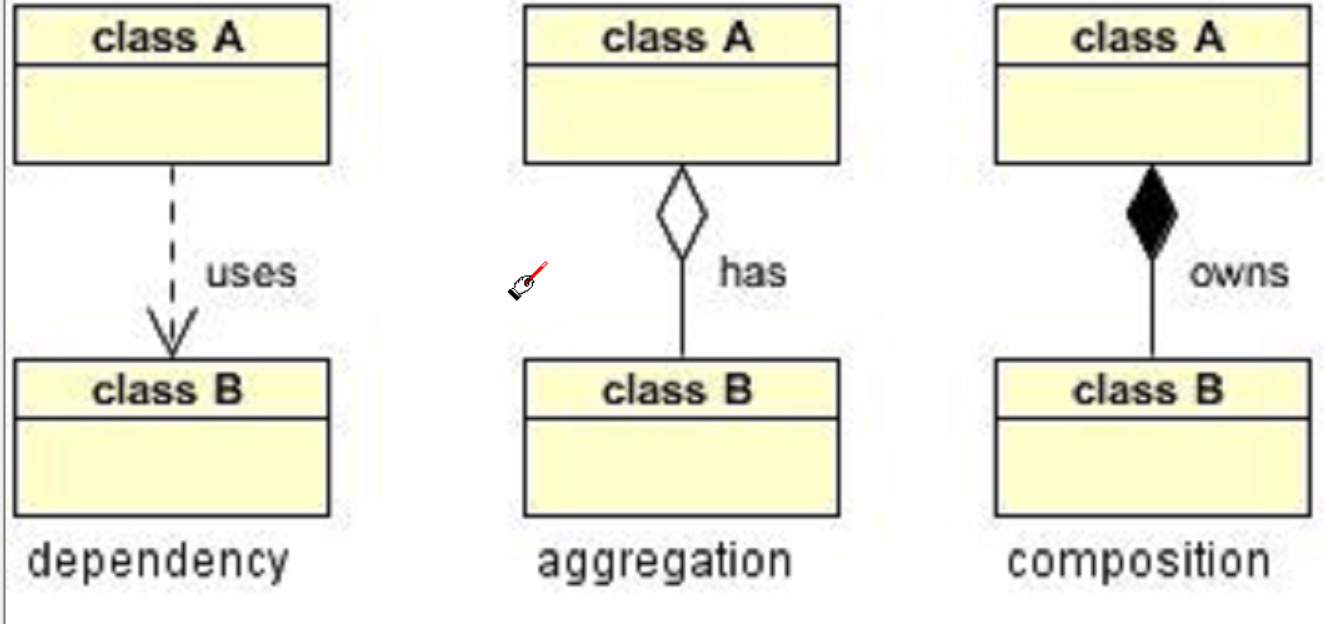 class A
uses
class B
dependency
class A
has
class B
aggregation
class A
owns
class B
composition